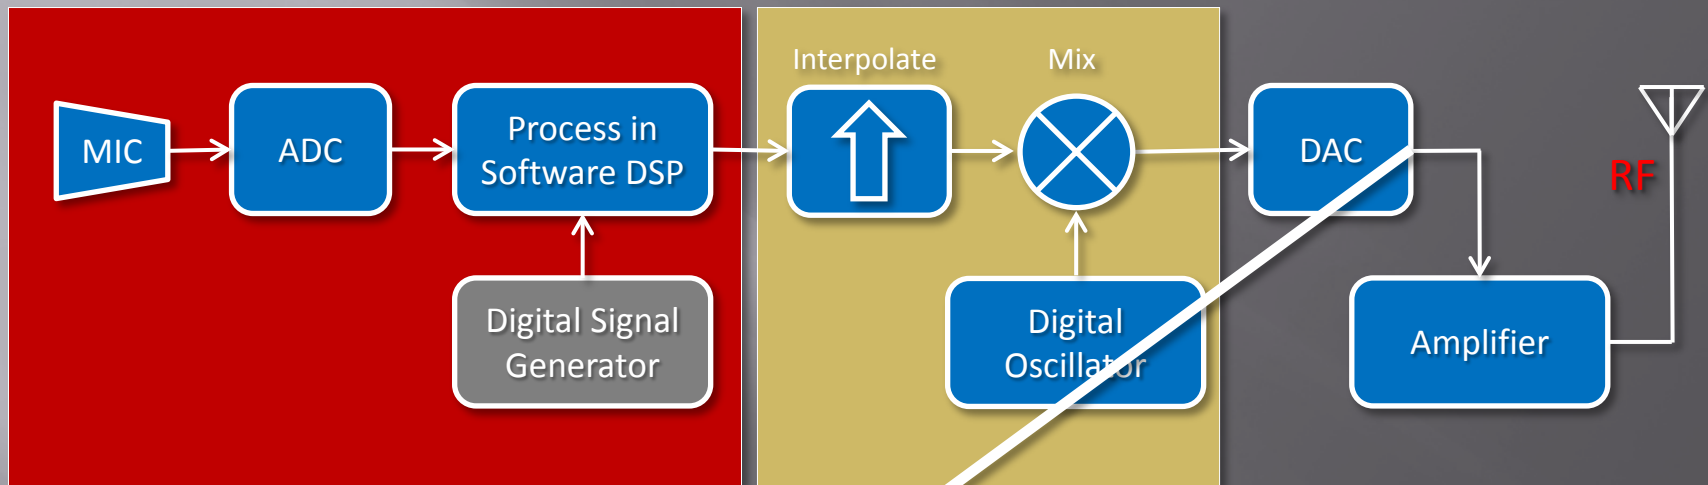 Interpolate
Mix
MIC
ADC
Process in
Software DSP
DAC
RF
Digital Signal
Generator
Digital
Oscillator
Amplifier